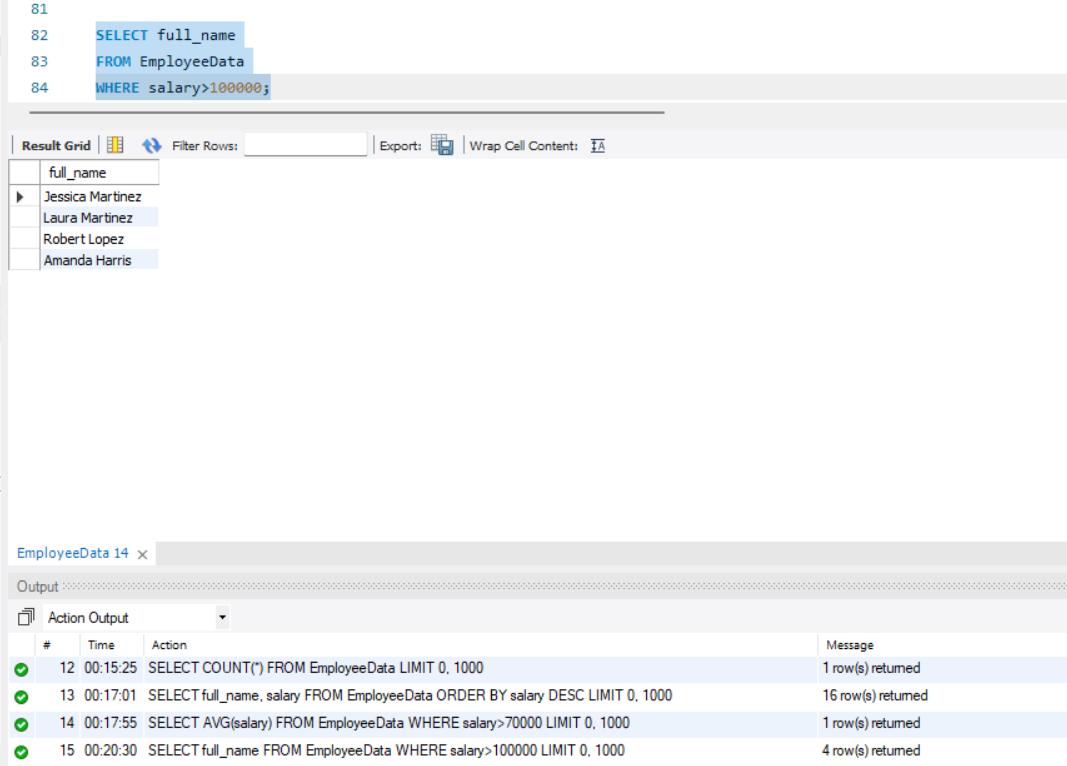 81
82 SELECT full_name
83 FROM EmployeeData
84 WHERE salary>100000;
Result Grid Filter Rows: Export: Wrap Cell Content: IA
full_name
Jessica Martinez
Laura Martinez
Robert Lopez
Amanda Harris
EmployeeData 14
Output
Action Output
# Time Action Message
12 00:15:25 SELECT COUNT(*) FROM EmployeeData LIMIT 0, 1000 1 row(s) returned
13 00:17:01 SELECT full_name, salary FROM EmployeeData ORDER BY salary DESC LIMIT 0, 1000 16 row(s) returned
14 00:17:55 SELECT AVG(salary) FROM EmployeeData WHERE salary>70000 LIMIT 0, 1000 1 row(s) returned
15 00:20:30 SELECT full_name FROM EmployeeData WHERE salary>100000 LIMIT 0, 1000 4 row(s) returned